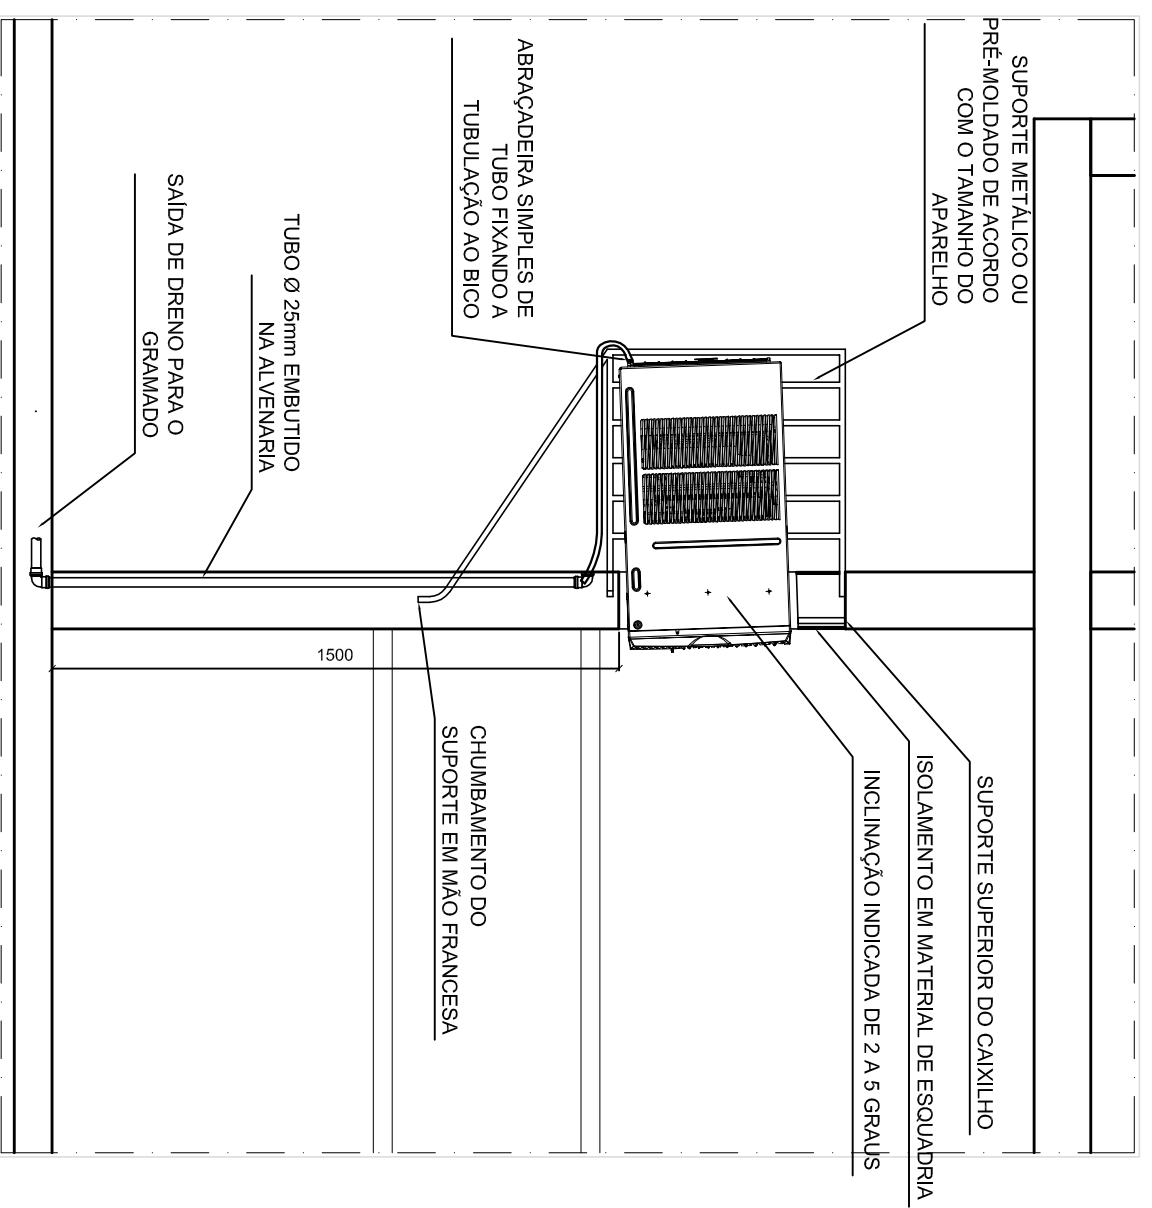 SUPORTE METÁLICO OU
PRÉ-MOLDADO DE ACORDO
COM O TAMANHO DO
APARELHO
ABRAÇADEIRA SIMPLES DE
TUBO FIXANDO A
TUBULAÇÃO AO BICO
TUBO Ø 25mm EMBUTIDO
NA ALVENARIA
SAÍDA DE DRENO PARA O
GRAMADO
SUPORTE SUPERIOR DO CAIXILHO
ISOLAMENTO EM MATERIAL DE ESQUADRIA
INCLINAÇÃO INDICADA DE 2 A 5 GRAUS
CHUMBAMENTO DO
SUPORTE EM MÃO FRANCESA
1500